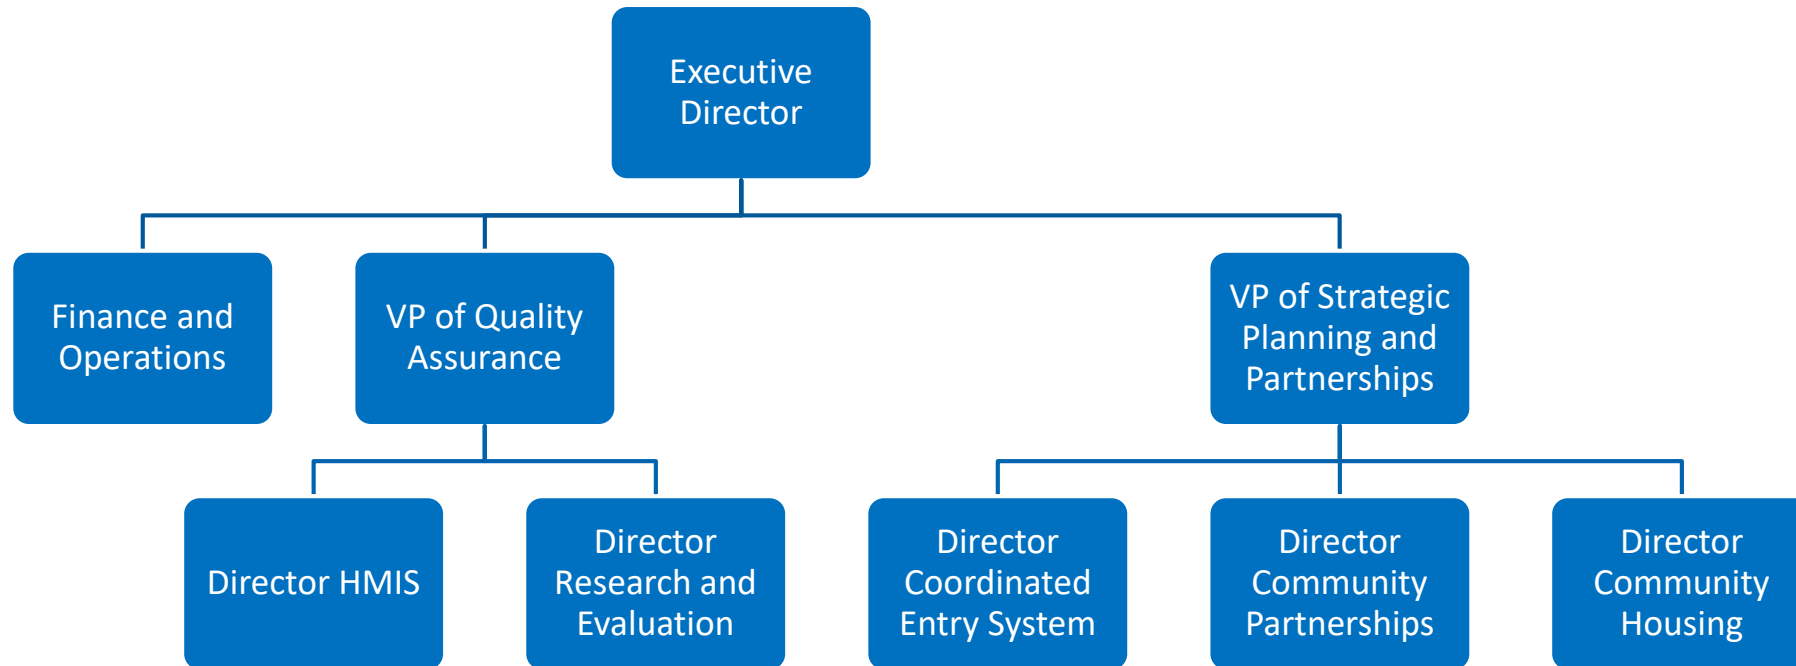 Executive
Director
Finance and
Operations
VP of Quality
Assurance
VP of Strategic
Planning and
Partnerships
Director HMIS
Director
Research and
Evaluation
Director
Coordinated
Entry System
Director
Community
Partnerships
Director
Community
Housing